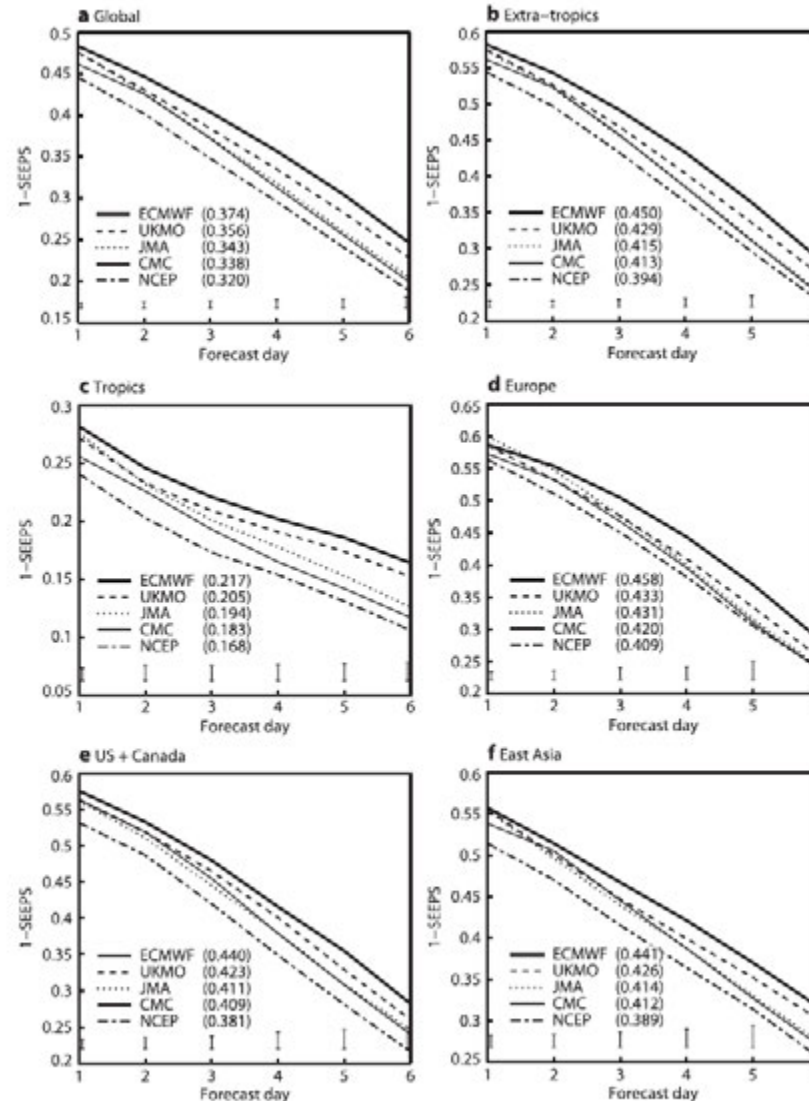 a Global
0.5
0.45
0.4
0.35
0.3
0.25
0.2
0.15
1−SEEPS
ECMWF (0.374)
UKMO (0.356)
JMA (0.343)
CMC (0.338)
NCEP (0.320)
1 2 3 4 5 6
Forecast day
b Extra−tropics
0.6
0.55
0.5
0.45
0.4
0.35
0.3
0.25
0.2
1−SEEPS
ECMWF (0.450)
UKMO (0.429)
JMA (0.415)
CMC (0.413)
NCEP (0.394)
1 2 3 4 5
Forecast day
c Tropics
0.3
0.25
0.2
0.15
0.1
0.05
1−SEEPS
ECMWF (0.217)
UKMO (0.205)
JMA (0.194)
CMC (0.183)
NCEP (0.168)
1 2 3 4 5 6
Forecast day
d Europe
0.65
0.6
0.55
0.5
0.45
0.4
0.35
0.3
0.25
0.2
1−SEEPS
ECMWF (0.458)
UKMO (0.433)
JMA (0.431)
CMC (0.420)
NCEP (0.409)
1 2 3 4 5
Forecast day
e US + Canada
0.6
0.55
0.5
0.45
0.4
0.35
0.3
0.25
0.2
1−SEEPS
ECMWF (0.440)
UKMO (0.423)
JMA (0.411)
CMC (0.409)
NCEP (0.381)
1 2 3 4 5 6
Forecast day
f East Asia
0.6
0.55
0.5
0.45
0.4
0.35
0.3
0.25
1−SEEPS
ECMWF (0.441)
UKMO (0.426)
JMA (0.414)
CMC (0.412)
NCEP (0.389)
1 2 3 4 5
Forecast day